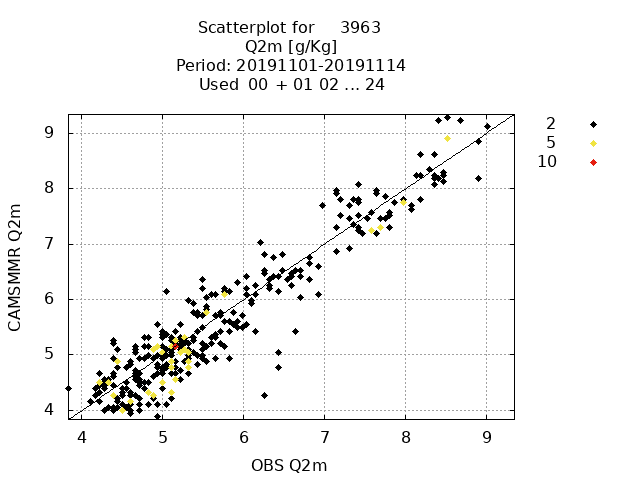 Scatterplot for 3963
Q2m [g/Kg]
Period: 20191101-20191114
Used 00 + 01 02 ... 24
2
5
10
CAMSMMR Q2m
9
8
7
6
5
4
4 5 6 7 8 9
OBS Q2m